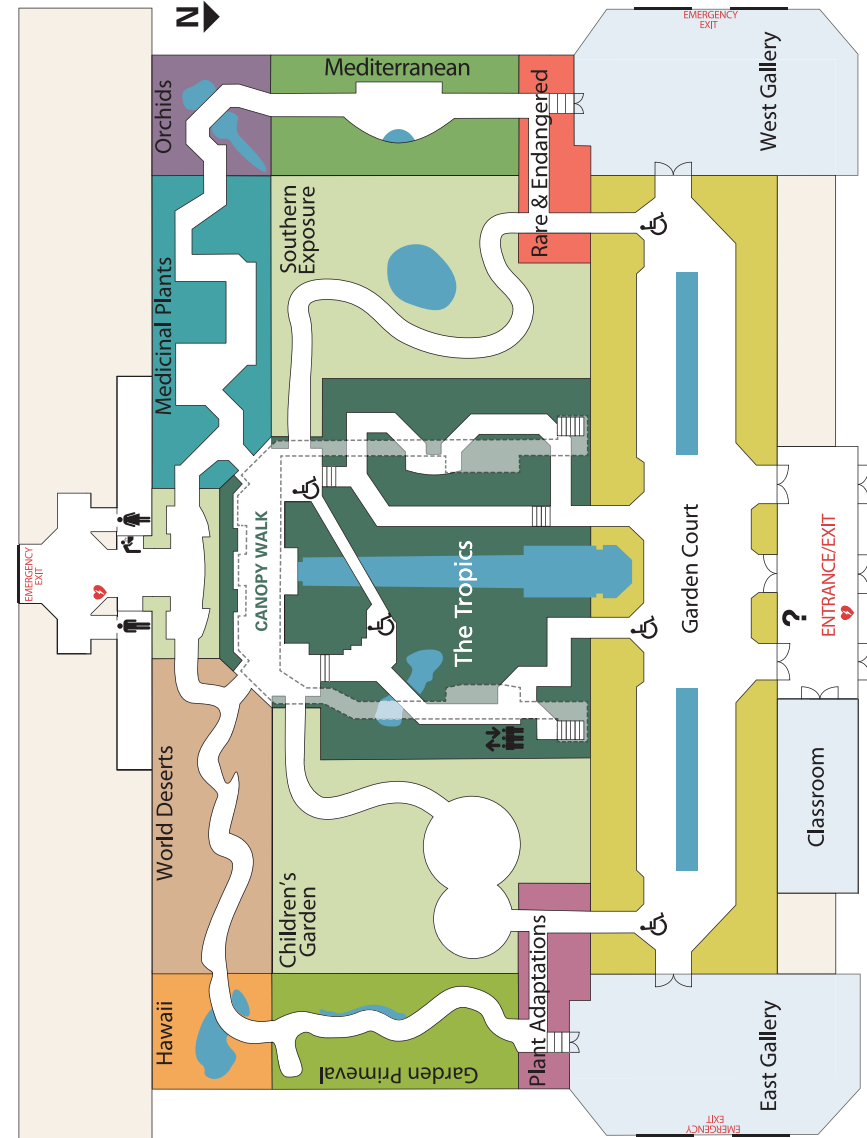 N
EMERGENCY
EXIT
West Gallery
Mediterranean
Orchids
Rare & Endangered
Southern
Exposure
Medicinal Plants
CANOPY WALK
The Tropics
Garden Court
?
ENTRANCE/EXIT
EMERGENCY
EXIT
World Deserts
Children's
Garden
Classroom
Plant Adaptations
Hawaii
Garden Primeval
East Gallery
EMERGENCY
EXIT